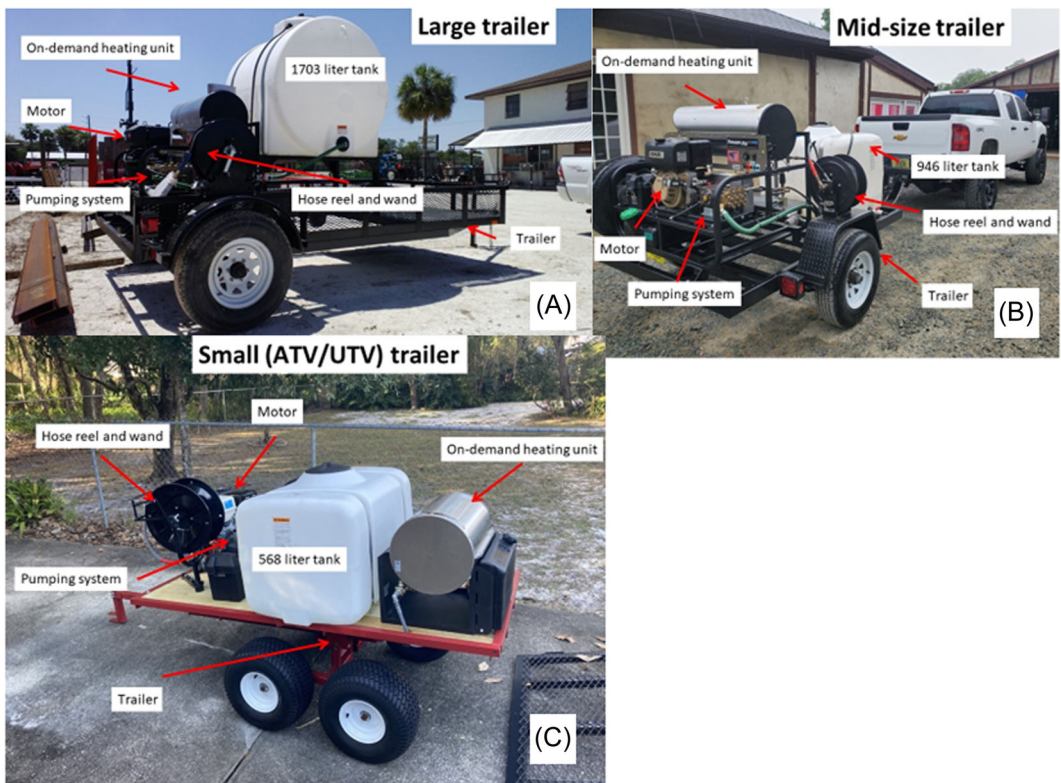 Large trailer
On-demand heating unit
1703 liter tank
Motor
Pumping system
Hose reel and wand
Trailer
(A)
Mid-size trailer
On-demand heating unit
946 liter tank
Hose reel and wand
Motor
Pumping system
Trailer
(B)
Small (ATV/UTV) trailer
Motor
Hose reel and wand
On-demand heating unit
568 liter tank
Pumping system
Trailer
(C)